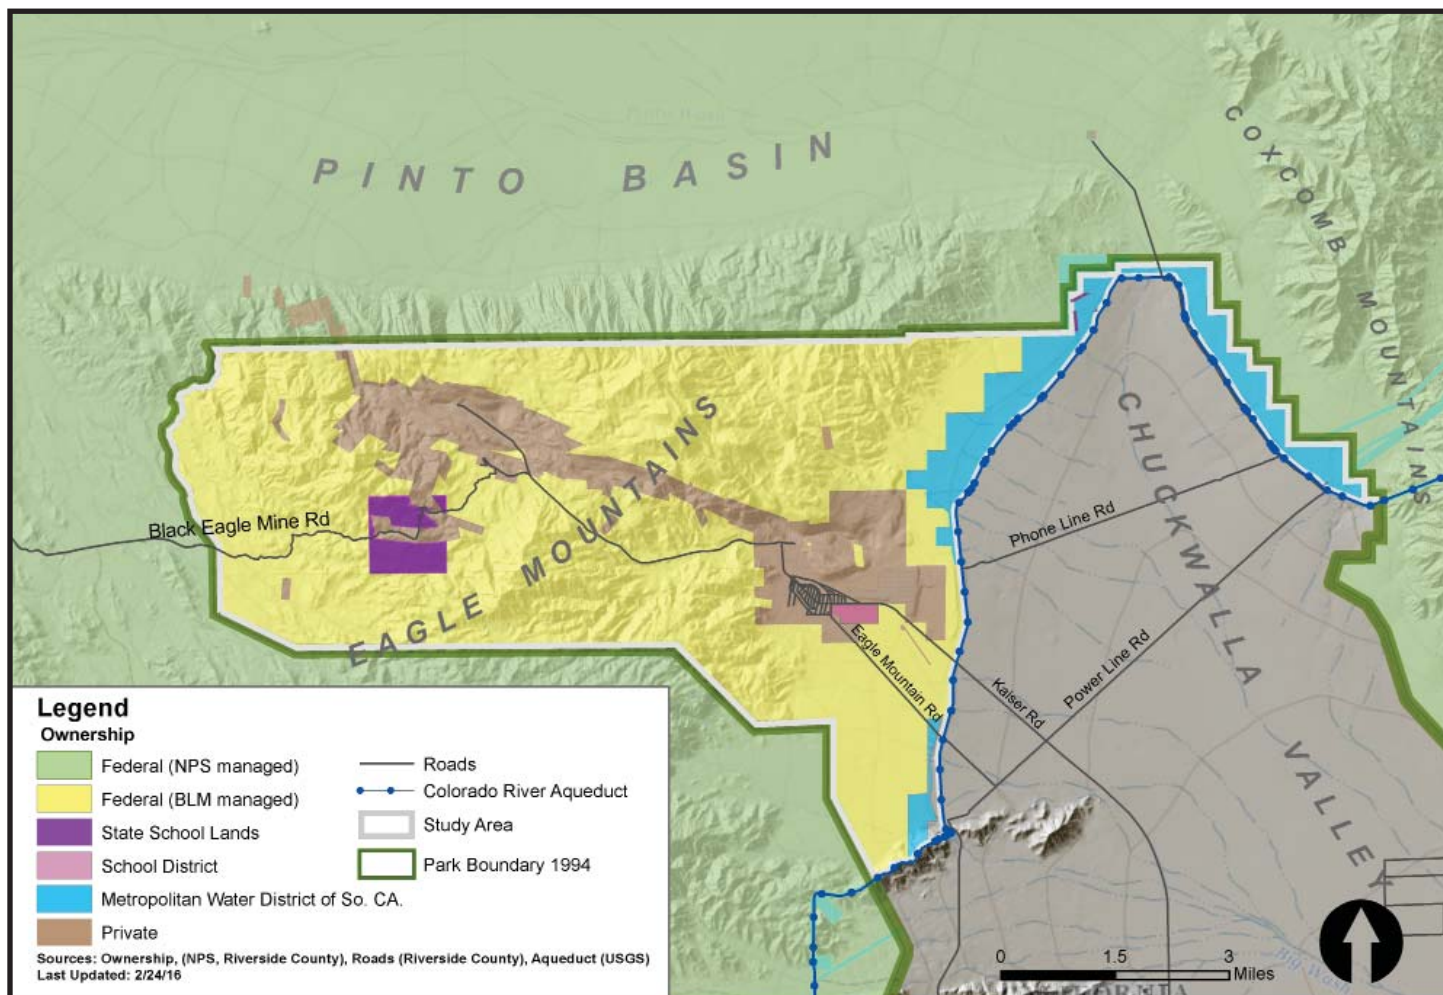 PINTO BASIN
COXCOMB MOUNTAINS
EAGLE MOUNTAINS
CHUCKWALLA VALLEY
Black Eagle Mine Rd
Phone Line Rd
Power Line Rd
Kaiser Rd
Eagle Mountain Rd
Legend
Ownership
Federal (NPS managed)
Federal (BLM managed)
State School Lands
School District
Metropolitan Water District of So. CA.
Private
Roads
Colorado River Aqueduct
Study Area
Park Boundary 1994
Sources: Ownership, (NPS, Riverside County), Roads (Riverside County), Aqueduct (USGS)
Last Updated: 2/24/16
0 1.5 3
Miles
Big Wash